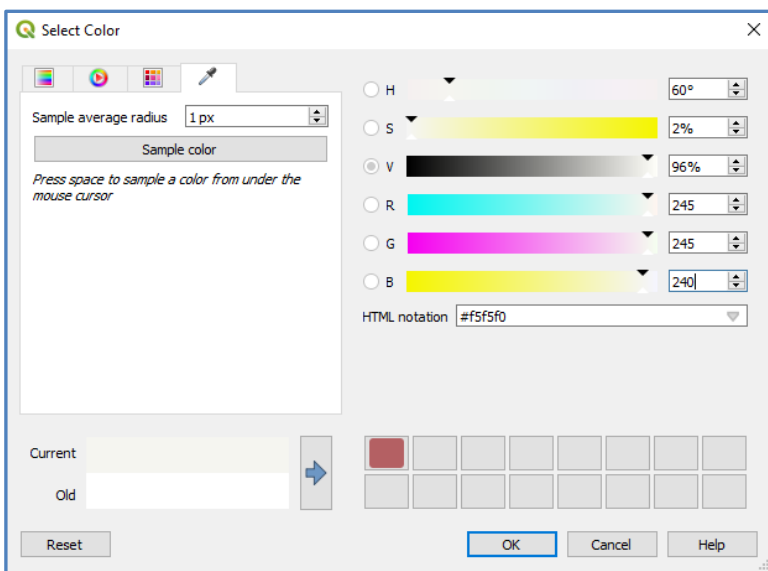 Select Color
Sample average radius 1 px
Sample color
Press space to sample a color from under the
mouse cursor
H 60°
S 2%
V 96%
R 245
G 245
B 240
HTML notation #f5f5f0
Current
Old
Reset
OK
Cancel
Help